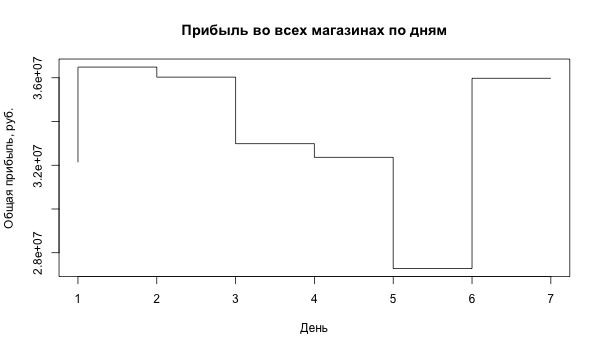 Прибыль во всех магазинах по дням
Общая прибыль, руб.
3.6e+07
3.2e+07
2.8e+07
1 2 3 4 5 6 7
День